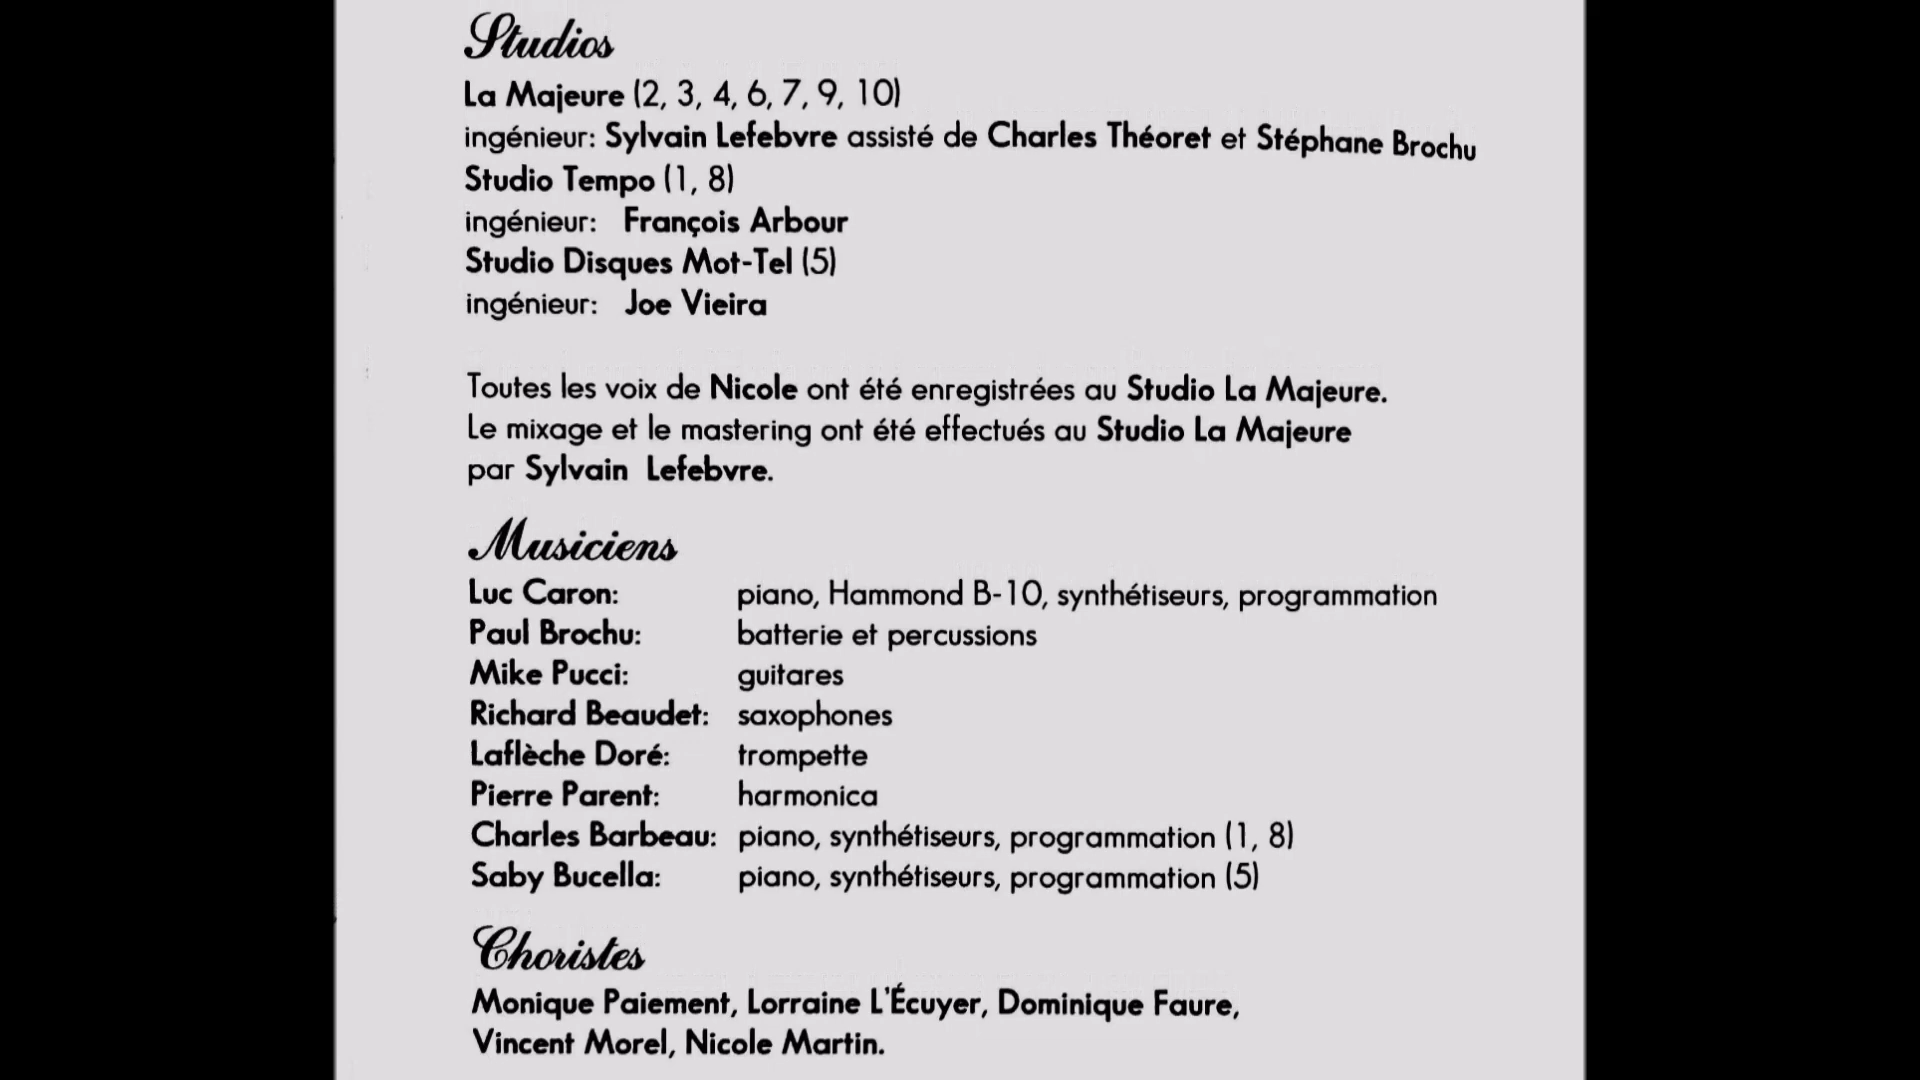 Studios
La Majeure (2, 3, 4, 6, 7, 9, 10)
ingénieur: Sylvain Lefebvre assisté de Charles Théoret et Stéphane Brochu
Studio Tempo (1, 8)
ingénieur: François Arbour
Studio Disques Mot-Tel (5)
ingénieur: Joe Vieira
Toutes les voix de Nicole ont été enregistrées au Studio La Majeure.
Le mixage et le mastering ont été effectués au Studio La Majeure
par Sylvain Lefebvre.
Musiciens
Luc Caron: piano, Hammond B-10, synthétiseurs, programmation
Paul Brochu: batterie et percussions
Mike Pucci: guitares
Richard Beaudet: saxophones
Laflèche Doré: trompette
Pierre Parent: harmonica
Charles Barbeau: piano, synthétiseurs, programmation (1, 8)
Saby Bucella: piano, synthétiseurs, programmation (5)
Choristes
Monique Paiement, Lorraine L'Écuyer, Dominique Faure,
Vincent Morel, Nicole Martin.